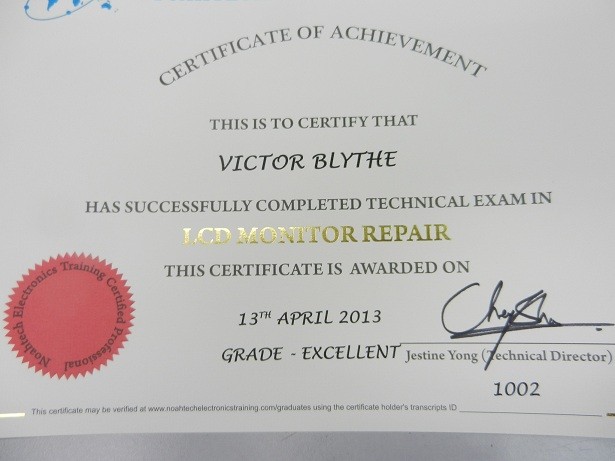 CERTIFICATE OF ACHIEVEMENT
THIS IS TO CERTIFY THAT
VICTOR BLYTHE
HAS SUCCESSFULLY COMPLETED TECHNICAL EXAM IN
LCD MONITOR REPAIR
THIS CERTIFICATE IS AWARDED ON
13TH APRIL 2013
GRADE - EXCELLENT
Jestine Yong (Technical Director)
1002
Noahtech Electronics Training Certified Professional
This certificate may be verified at www.noahtechelectronicstraining.com/graduates using the certificate holder's transcripts ID